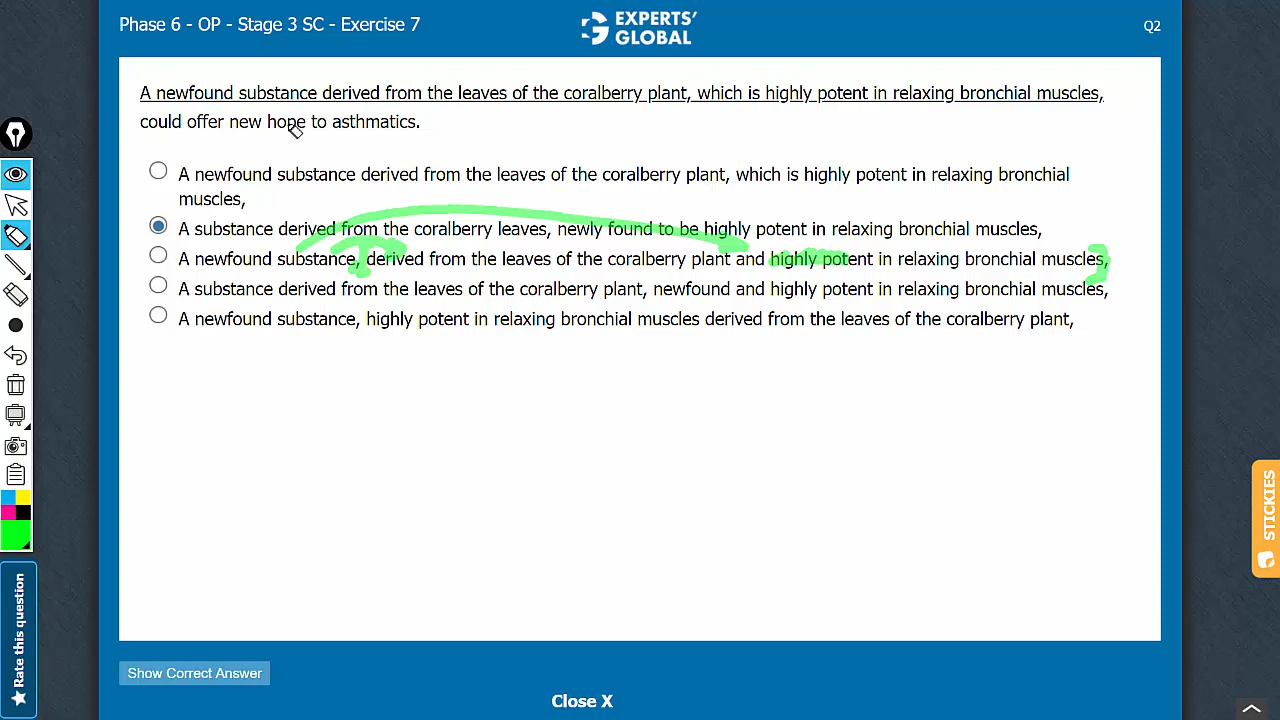 Phase 6 - OP - Stage 3 SC - Exercise 7
EXPERTS'
GLOBAL
Q2
A newfound substance derived from the leaves of the coralberry plant, which is highly potent in relaxing bronchial muscles,
could offer new hope to asthmatics.
A newfound substance derived from the leaves of the coralberry plant, which is highly potent in relaxing bronchial
muscles,
A substance derived from the coralberry leaves, newly found to be highly potent in relaxing bronchial muscles,
A newfound substance, derived from the leaves of the coralberry plant and highly potent in relaxing bronchial muscles,
A substance derived from the leaves of the coralberry plant, newfound and highly potent in relaxing bronchial muscles,
A newfound substance, highly potent in relaxing bronchial muscles derived from the leaves of the coralberry plant,
STICKIES
Rate this question
Show Correct Answer
Close X